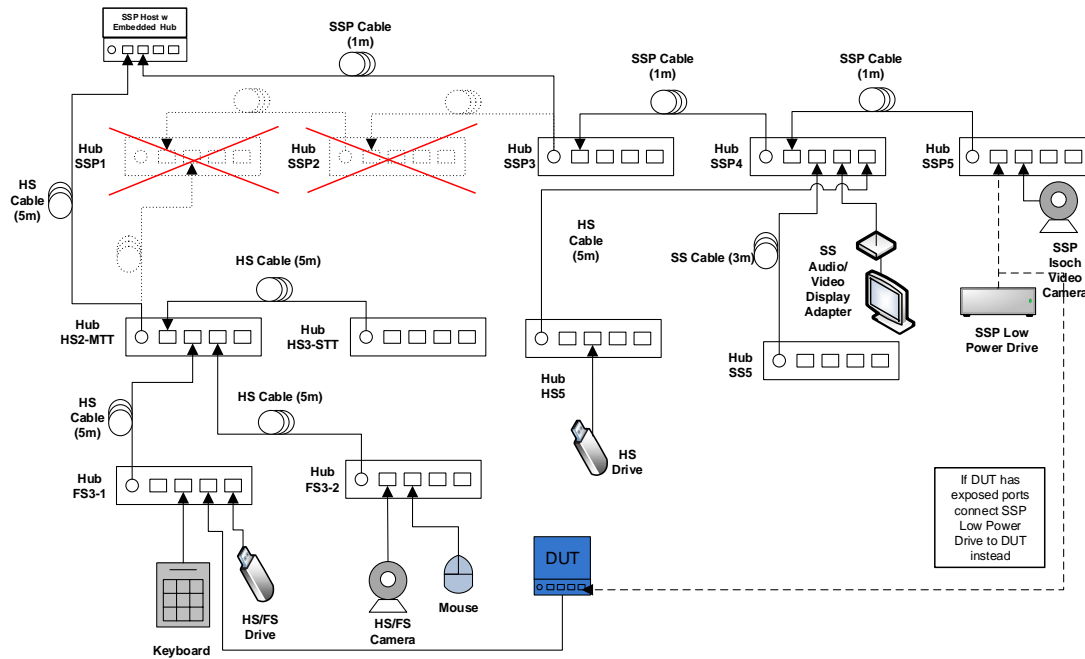 SSP Host w
Embedded Hub
SSP Cable
(1m)
SSP Cable
(1m)
SSP Cable
(1m)
Hub
SSP1
Hub
SSP2
Hub
SSP3
Hub
SSP4
Hub
SSP5
HS
Cable
(5m)
HS Cable (5m)
HS
Cable
(5m)
SS Cable (3m)
SS
Audio/
Video
Display
Adapter
SSP
Isoch
Video
Camera
SSP Low
Power Drive
Hub
HS2-MTT
Hub
HS3-STT
Hub
HS5
Hub
SS5
HS
Cable
(5m)
HS Cable (5m)
HS
Drive
Hub
FS3-1
Hub
FS3-2
If DUT has
exposed ports
connect SSP
Low Power
Drive to DUT
instead
DUT
Keyboard
HS/FS
Drive
HS/FS
Camera
Mouse